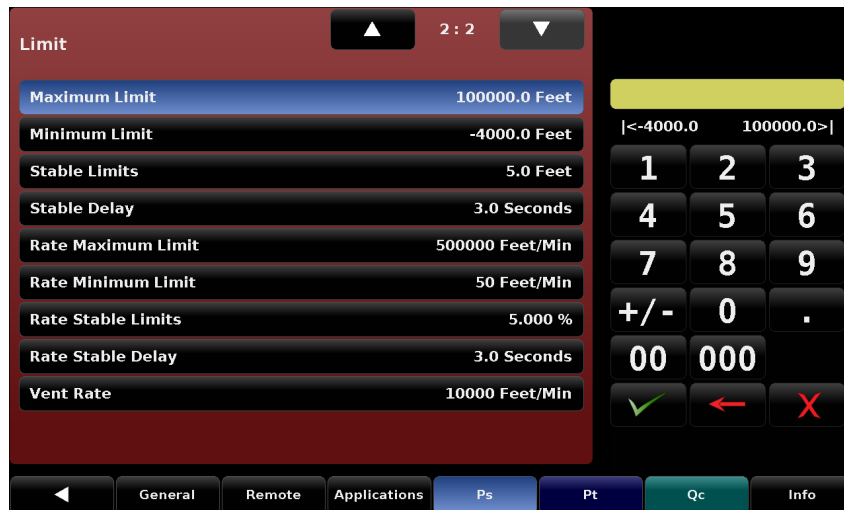 2 : 2
Limit
Maximum Limit 100000.0 Feet
Minimum Limit -4000.0 Feet
Stable Limits 5.0 Feet
Stable Delay 3.0 Seconds
Rate Maximum Limit 500000 Feet/Min
Rate Minimum Limit 50 Feet/Min
Rate Stable Limits 5.000 %
Rate Stable Delay 3.0 Seconds
Vent Rate 10000 Feet/Min
|<-4000.0 100000.0>|
1 2 3
4 5 6
7 8 9
+/- 0 .
00 000
X
General Remote Applications Ps Pt Qc Info